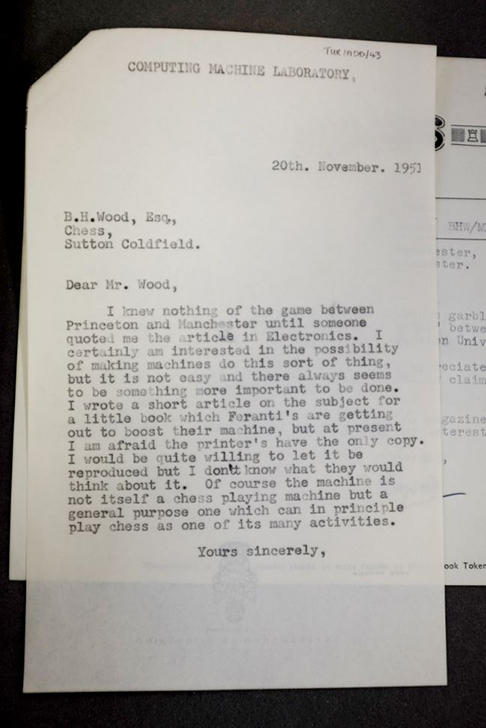 TUR/ADD/43
COMPUTING MACHINE LABORATORY,
20th. November. 1951
B.H.Wood, Esq.,
Chess,
Sutton Coldfield.
Dear Mr. Wood,
I knew nothing of the game between
Princeton and Manchester until someone
quoted me the article in Electronics. I
certainly am interested in the possibility
of making machines do this sort of thing,
but it is not easy and there always seems
to be something more important to be done.
I wrote a short article on the subject for
a little book which Feranti's are getting
out to boost their machine, but at present
I am afraid the printer's have the only copy.
I would be quite willing to let it be
reproduced but I don't know what they would
think about it. Of course the machine is
not itself a chess playing machine but a
general purpose one which can in principle
play chess as one of its many activities.
Yours sincerely,
S
BHW/M
ester,
ter.
garbl
betwe
n Univ
eciate
claim
gazine
terest
ook Token